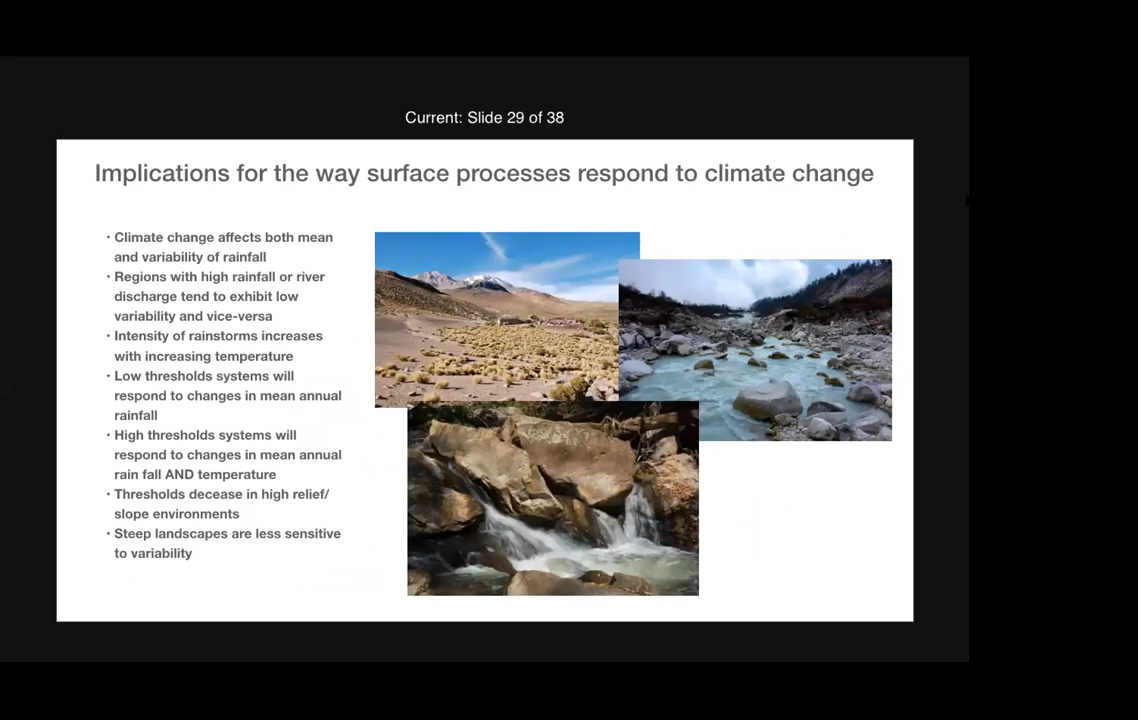 Current: Slide 29 of 38
Implications for the way surface processes respond to climate change
• Climate change affects both mean
and variability of rainfall
• Regions with high rainfall or river
discharge tend to exhibit low
variability and vice-versa
• Intensity of rainstorms increases
with increasing temperature
• Low thresholds systems will
respond to changes in mean annual
rainfall
• High thresholds systems will
respond to changes in mean annual
rain fall AND temperature
• Thresholds decease in high relief/
slope environments
• Steep landscapes are less sensitive
to variability